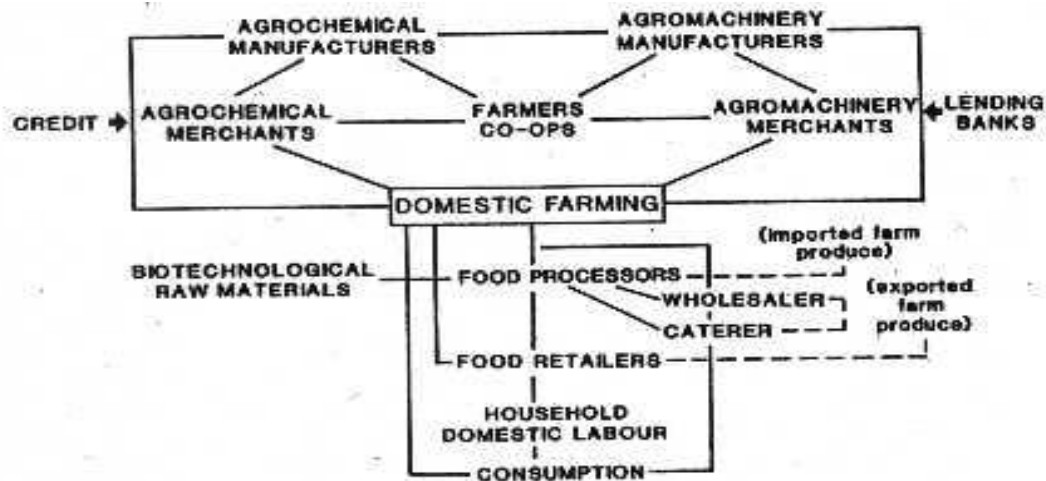 AGROCHEMICAL
MANUFACTURERS
AGROMACHINERY
MANUFACTURERS
CREDIT
AGROCHEMICAL
MERCHANTS
FARMERS
CO-OPS
AGROMACHINERY
MERCHANTS
LENDING
BANKS
DOMESTIC FARMING
(imported farm
produce)
BIOTECHNOLOGICAL
RAW MATERIALS
FOOD PROCESSORS
WHOLESALER
CATERER
(exported
farm
produce)
FOOD RETAILERS
HOUSEHOLD
DOMESTIC LABOUR
CONSUMPTION